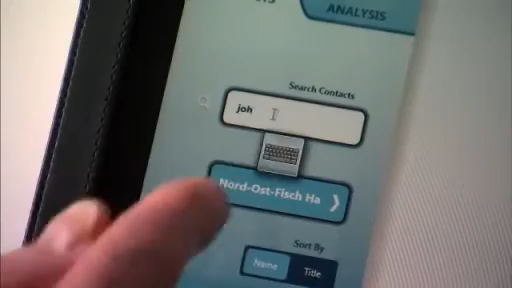 ANALYSIS
Search Contacts
joh
Nord-Ost-Fisch Ha
Sort By
Name Title